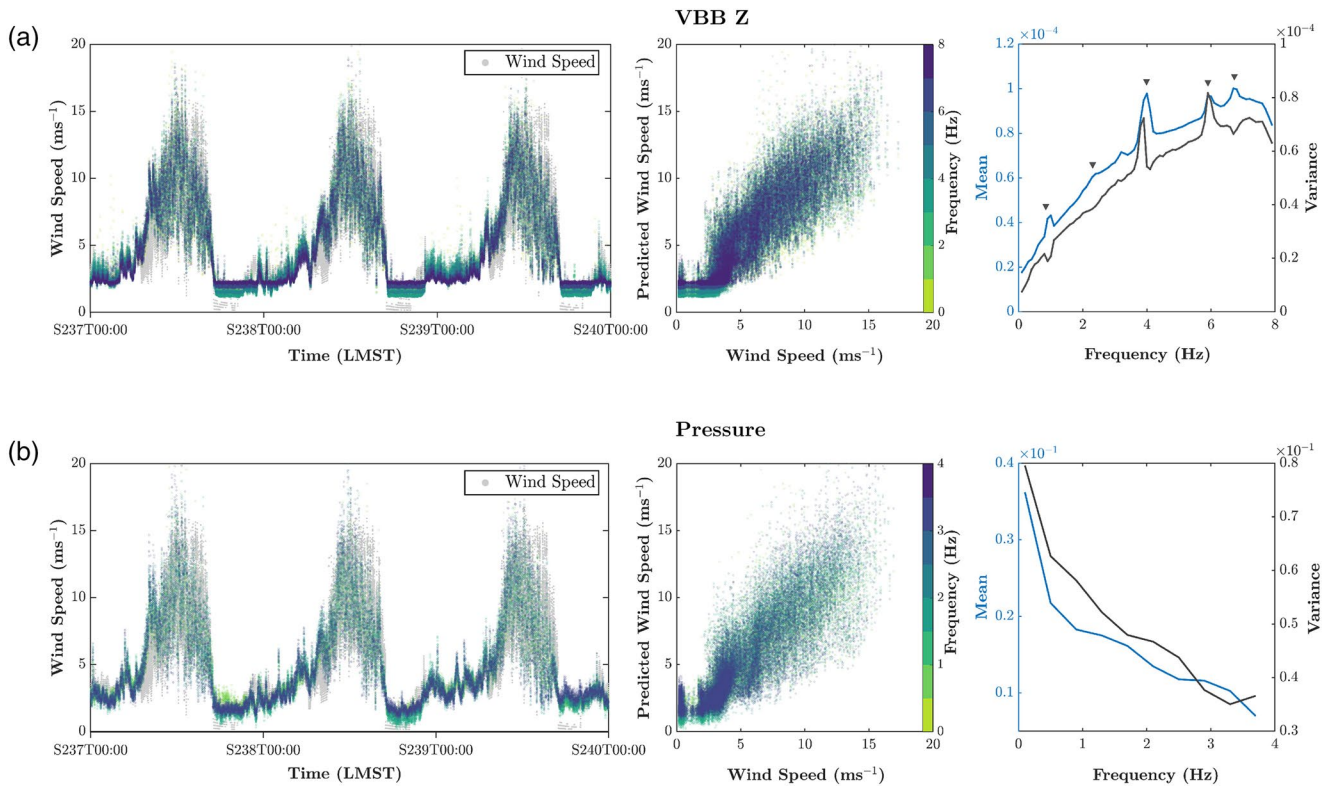 VBB Z
(a)
Wind Speed (ms⁻¹)
20
15
10
5
0
Wind Speed
S237T00:00
S238T00:00
S239T00:00
S240T00:00
Time (LMST)
Predicted Wind Speed (ms⁻¹)
20
15
10
5
0
0
5
10
15
20
Wind Speed (ms⁻¹)
8
6
4
2
0
Frequency (Hz)
×10⁻⁴
1.2
1
0.8
0.6
0.4
0.2
0
Mean
×10⁻⁴
1
0.8
0.6
0.4
0.2
0
Variance
0
2
4
6
8
Frequency (Hz)
Pressure
(b)
Wind Speed (ms⁻¹)
20
15
10
5
0
Wind Speed
S237T00:00
S238T00:00
S239T00:00
S240T00:00
Time (LMST)
Predicted Wind Speed (ms⁻¹)
20
15
10
5
0
0
5
10
15
20
Wind Speed (ms⁻¹)
4
3
2
1
0
Frequency (Hz)
×10⁻¹
0.4
0.3
0.2
0.1
Mean
×10⁻¹
0.8
0.7
0.6
0.5
0.4
0.3
Variance
0
1
2
3
4
Frequency (Hz)